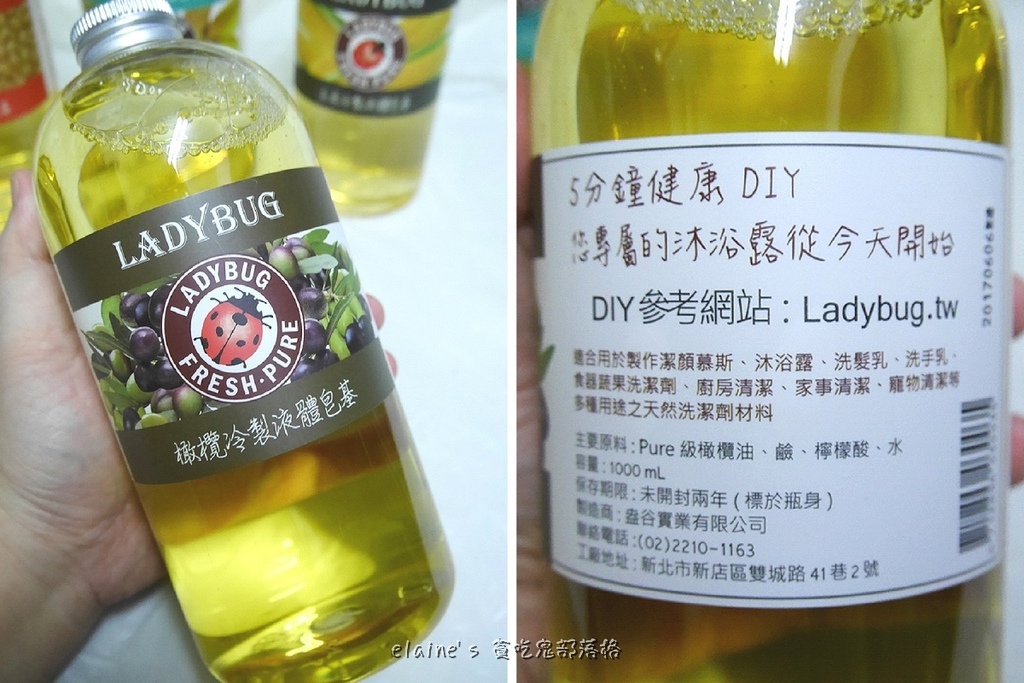 LADYBUG
LADYBUG
FRESH·PURE
橄欖冷製液體皂基
5分鐘健康 DIY
您專屬的沐浴露從今天開始
DIY參考網站：Ladybug.tw
適合用於製作潔顏慕斯、沐浴露、洗髮乳、洗手乳、
食器蔬果洗潔劑、廚房清潔、家事清潔、寵物清潔等
多種用途之天然洗潔劑材料
主要原料：Pure 級橄欖油、鹼、檸檬酸、水
容量：1000 mL
保存期限：未開封兩年（標於瓶身）
製造商：盎谷實業有限公司
聯絡電話：(02)2210-1163
工廠地址：新北市新店區雙城路 41 巷 2 號
20170606
elaine's 貪吃鬼部落格